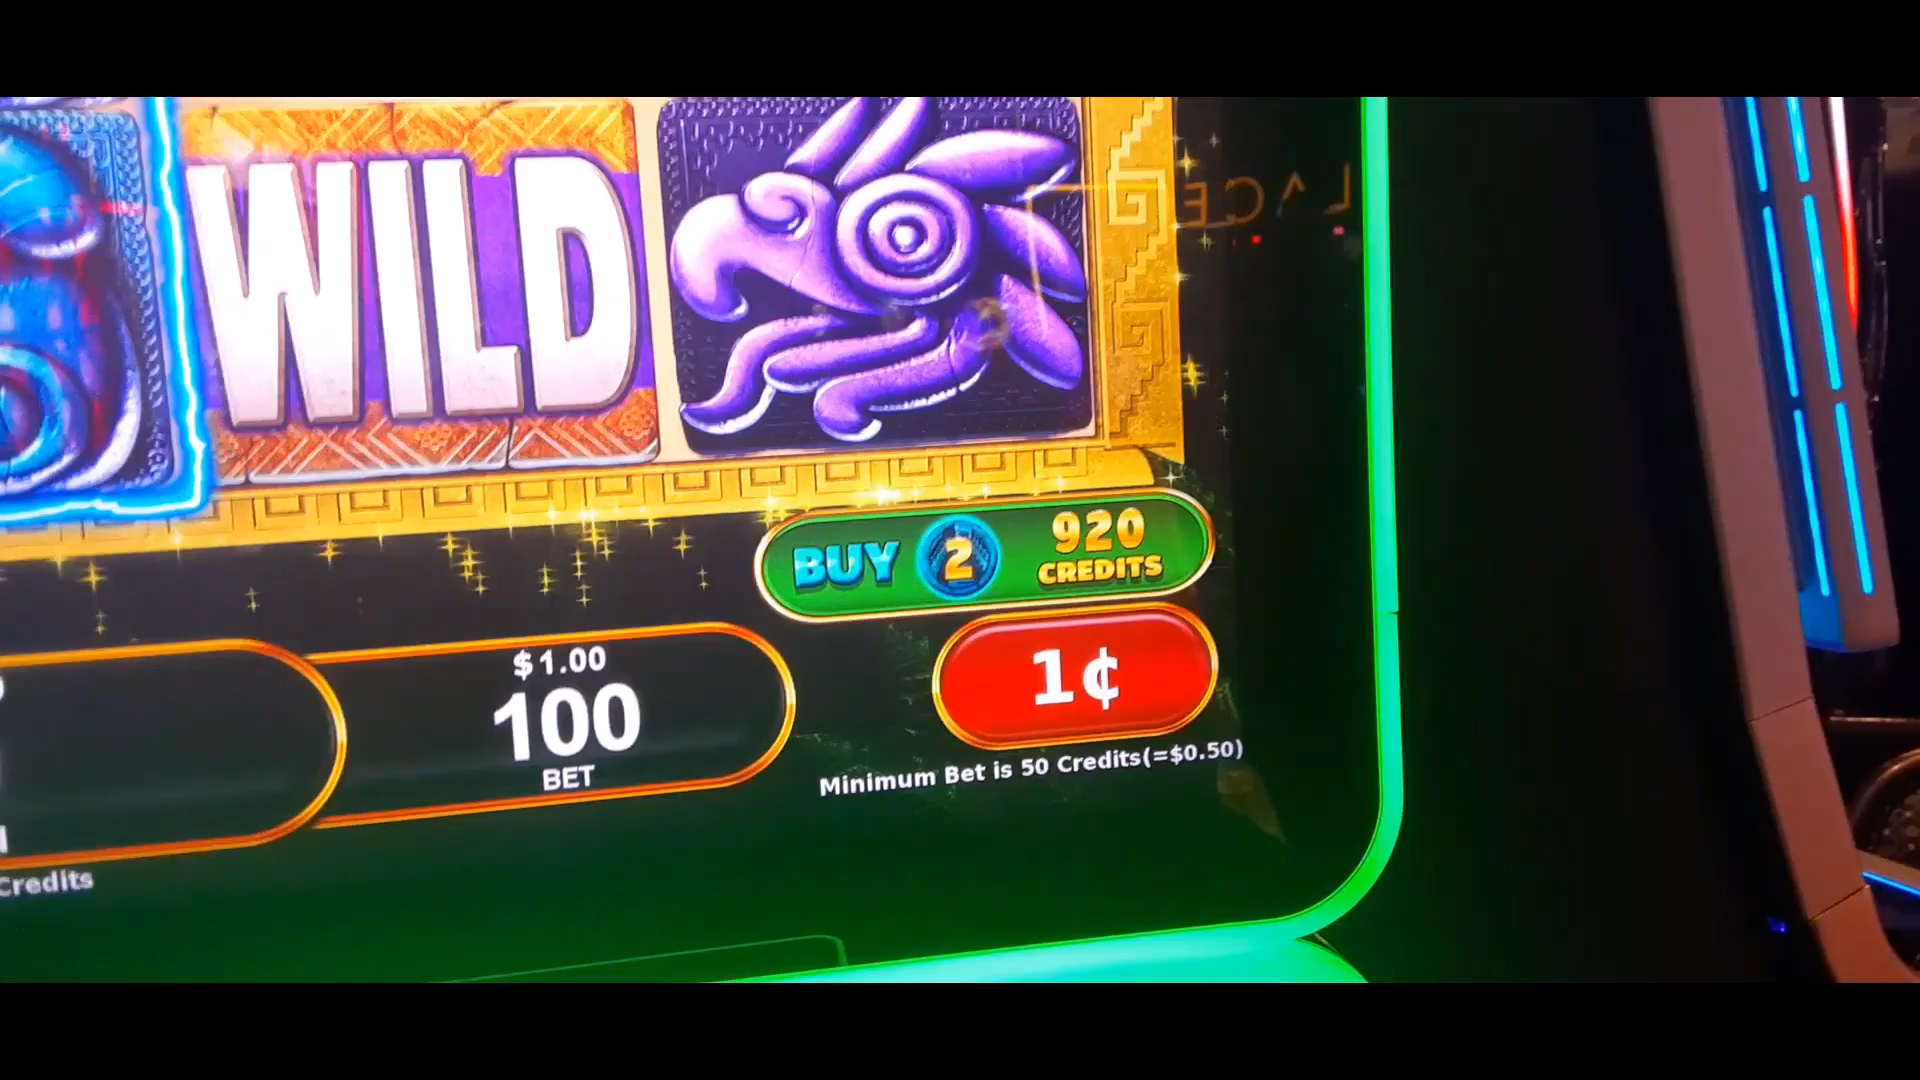 WILD
BUY 2 920
CREDITS
$1.00
100
BET
1¢
Minimum Bet is 50 Credits(=$0.50)
Credits